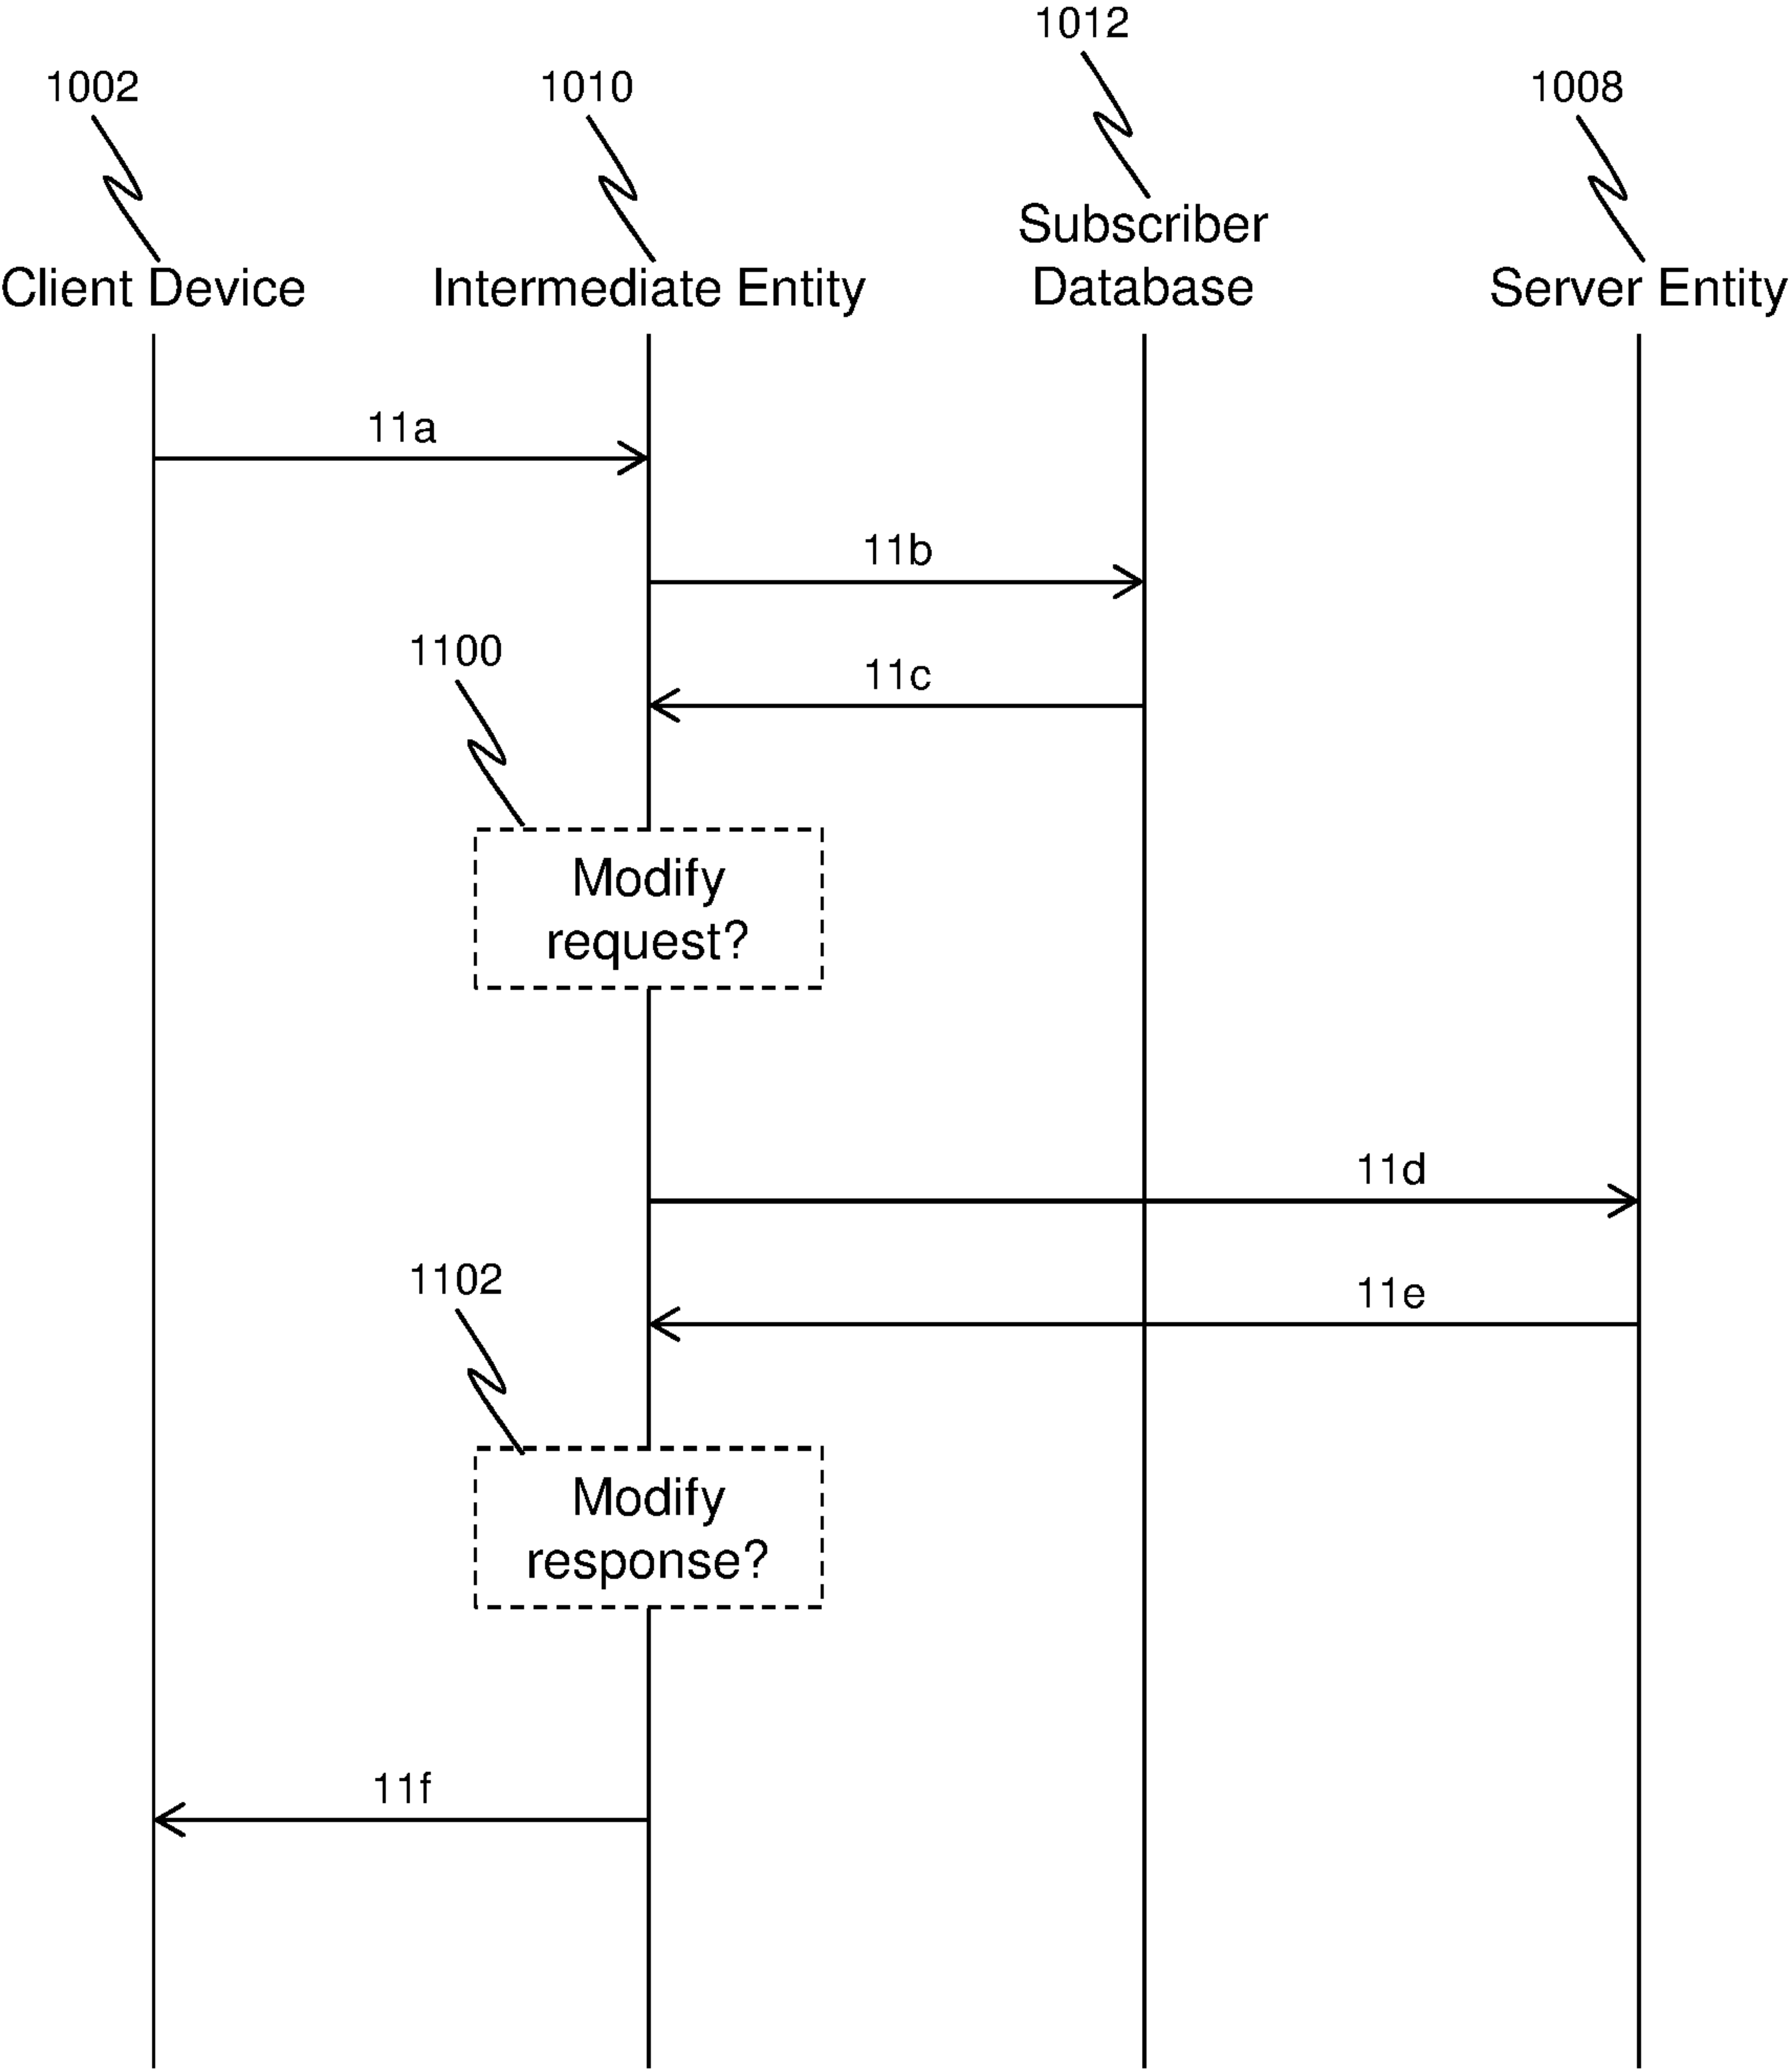 1012
1002
1010
1008
Subscriber
Database
Client Device
Intermediate Entity
Server Entity
11a
11b
1100
11c
Modify
request?
11d
1102
11e
Modify
response?
11f